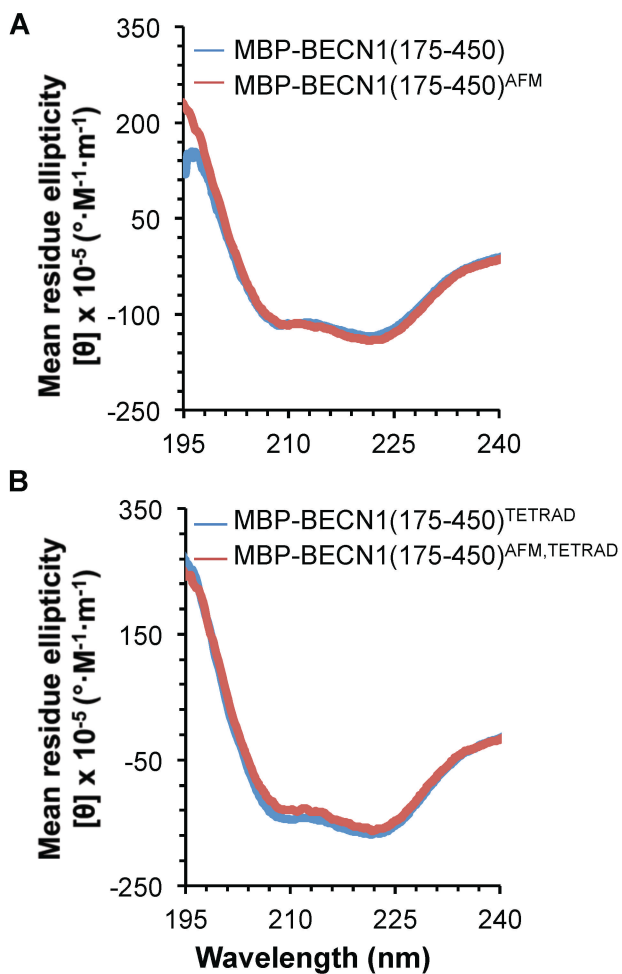 A
350
200
50
-100
-250
Mean residue ellipticity
[θ] x 10-5 (°·M-1·m-1)
MBP-BECN1(175-450)
MBP-BECN1(175-450)AFM
195 210 225 240
B
350
150
-50
-250
Mean residue ellipticity
[θ] x 10-5 (°·M-1·m-1)
MBP-BECN1(175-450)TETRAD
MBP-BECN1(175-450)AFM,TETRAD
195 210 225 240
Wavelength (nm)